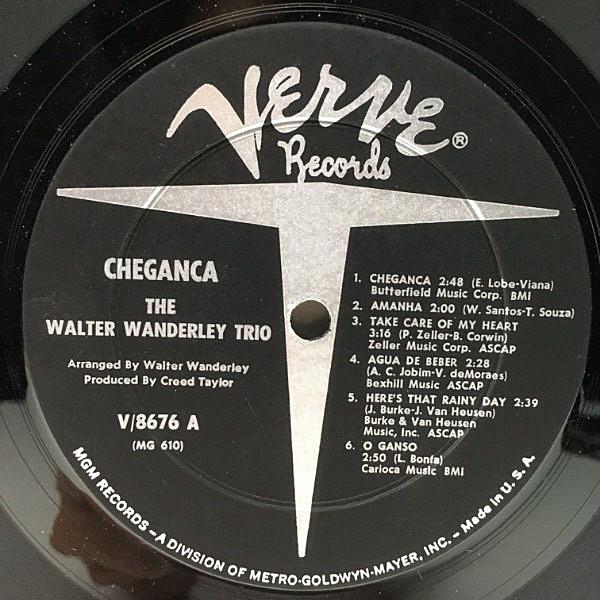 VERVE®
Records
CHEGANCA
THE
WALTER WANDERLEY TRIO
Arranged By Walter Wanderley
Produced By Creed Taylor
V/8676 A
(MG 610)
1. CHEGANCA 2:48 (E. Lobe-Viana)
Butterfield Music Corp. BMI
2. AMANHA 2:00 (W. Santos-T. Souza)
3. TAKE CARE OF MY HEART
3:16 (P. Zeller-B. Corwin)
Zeller Music Corp. ASCAP
4. AGUA DE BEBER 2:28
(A. C. Jobim-V. deMoraes)
Bexhill Music ASCAP
5. HERE'S THAT RAINY DAY 2:39
(J. Burke-J. Van Heusen)
Burke & Van Heusen
Music, Inc. ASCAP
6. O GANSO
2:50 (L. Bonfa)
Carioca Music BMI
MGM RECORDS—A DIVISION OF METRO-GOLDWYN-MAYER, INC.—Made in U. S. A.